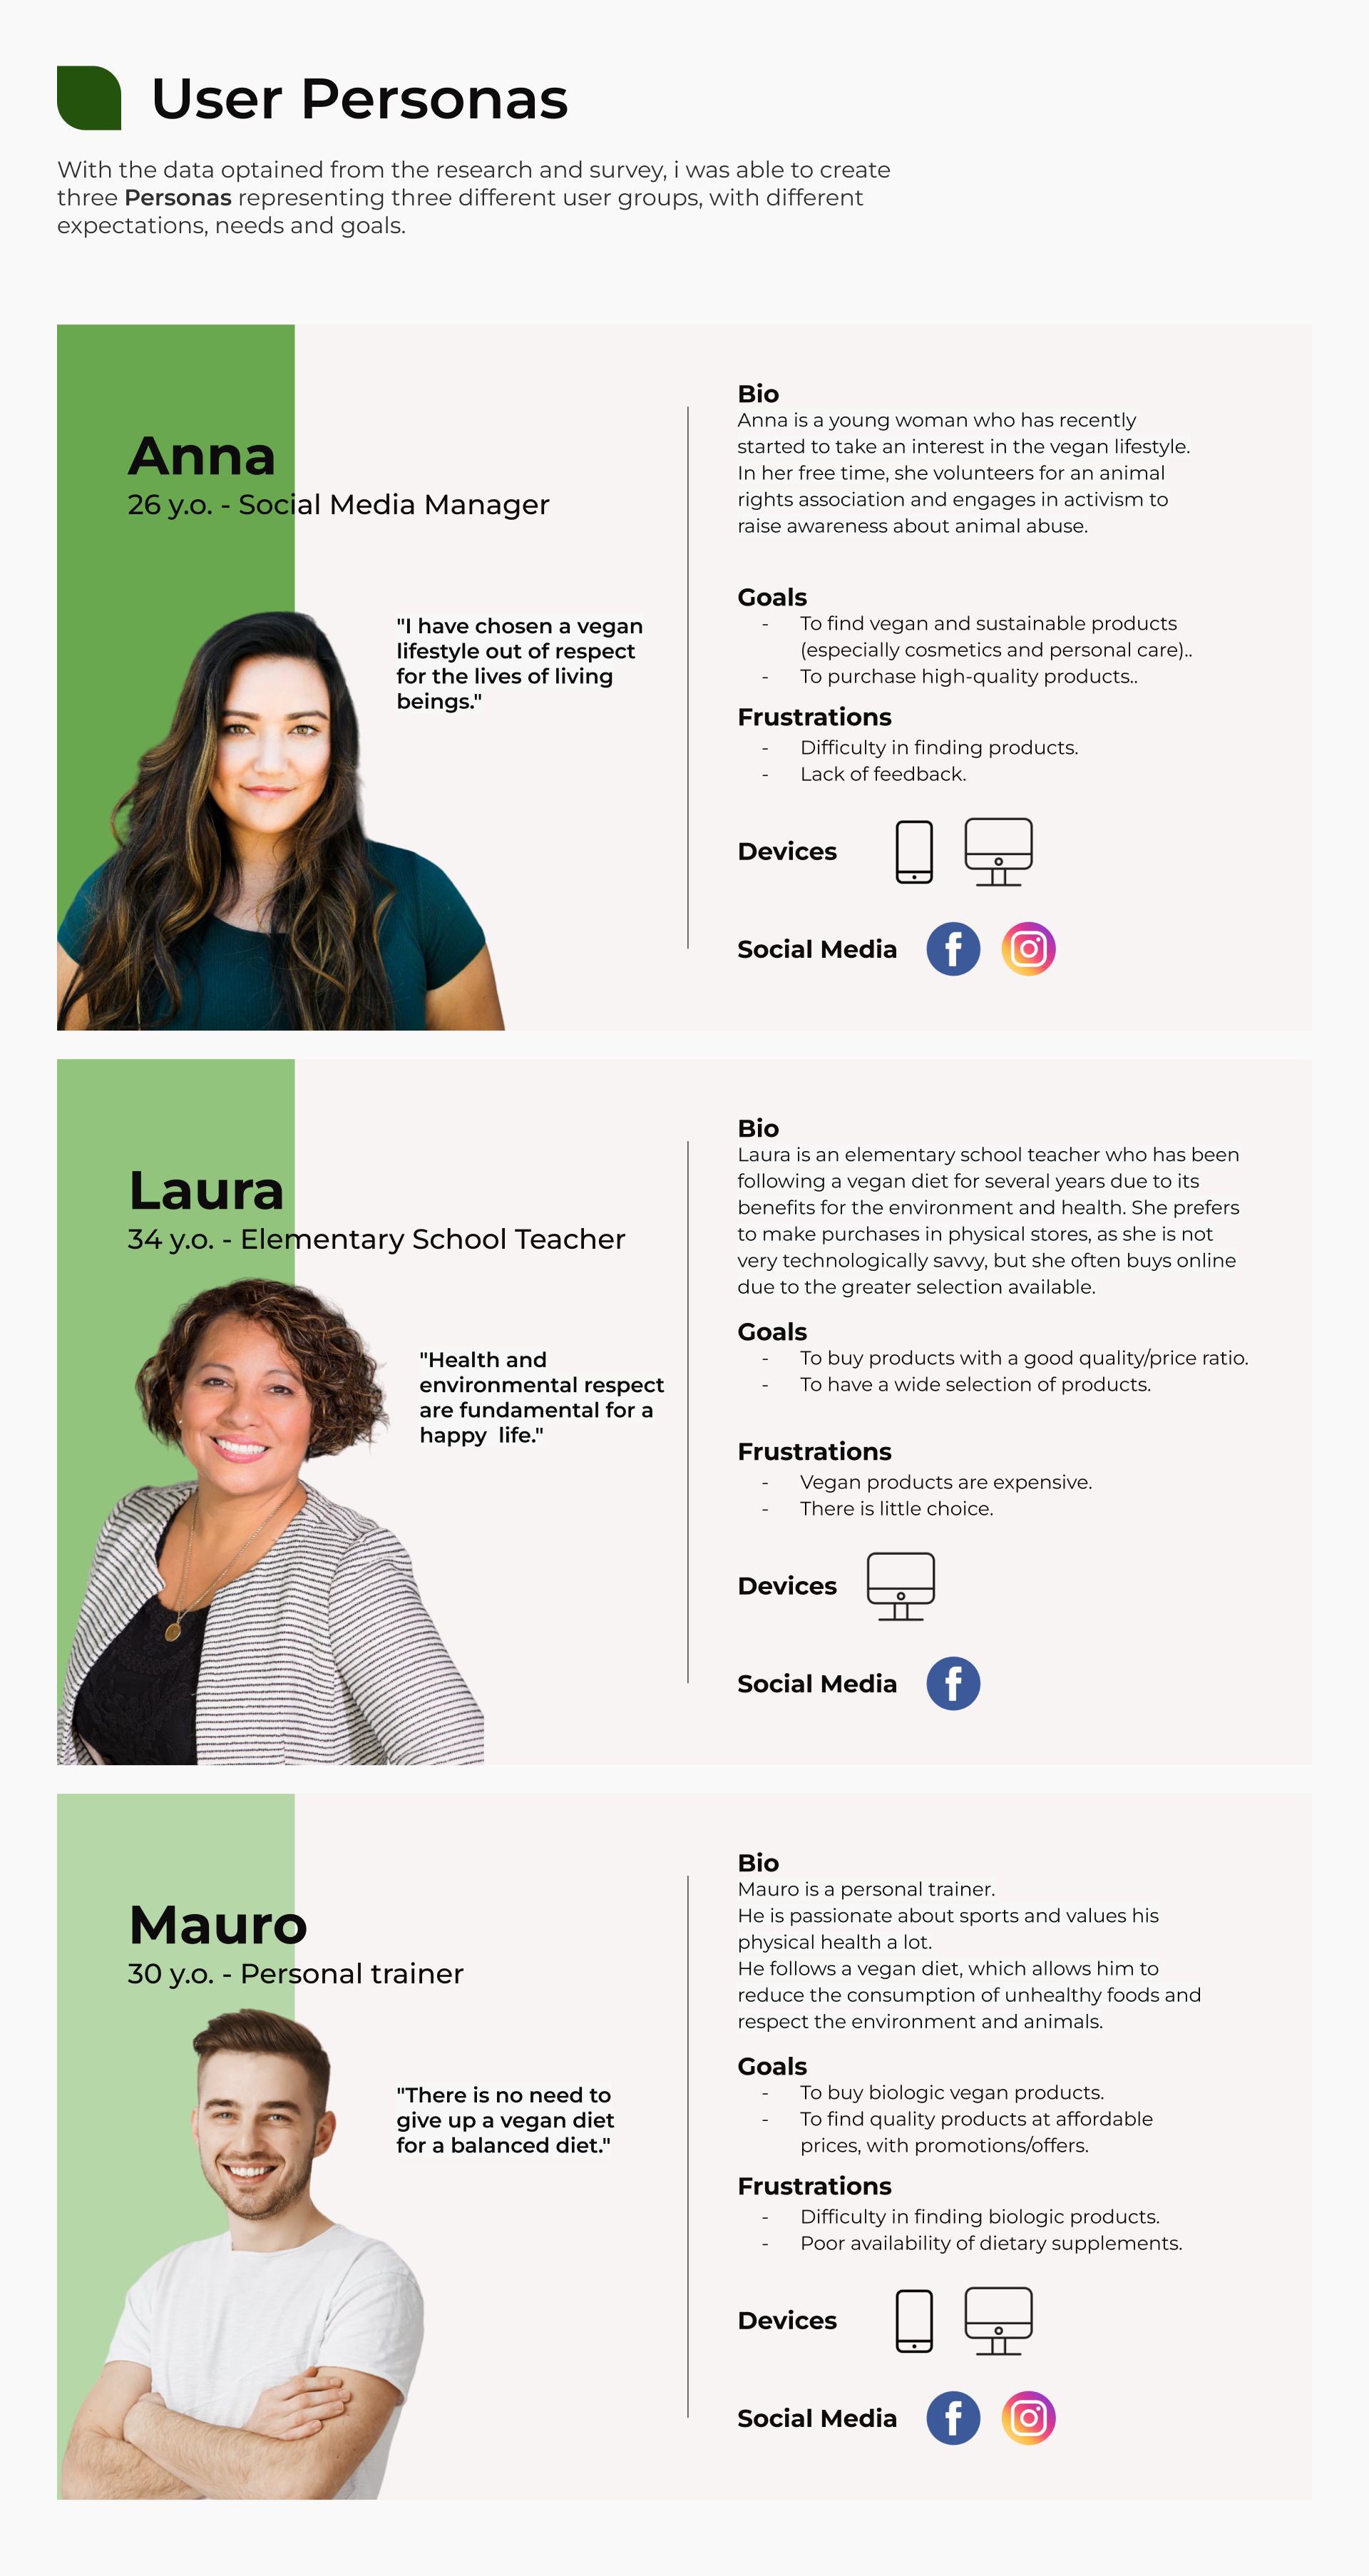 User Personas
With the data optained from the research and survey, i was able to create
three Personas representing three different user groups, with different
expectations, needs and goals.
Anna
26 y.o. - Social Media Manager
"I have chosen a vegan
lifestyle out of respect
for the lives of living
beings."
Bio
Anna is a young woman who has recently
started to take an interest in the vegan lifestyle.
In her free time, she volunteers for an animal
rights association and engages in activism to
raise awareness about animal abuse.
Goals
- To find vegan and sustainable products
(especially cosmetics and personal care)..
- To purchase high-quality products..
Frustrations
- Difficulty in finding products.
- Lack of feedback.
Devices
Social Media
Laura
34 y.o. - Elementary School Teacher
"Health and
environmental respect
are fundamental for a
happy  life."
Bio
Laura is an elementary school teacher who has been
following a vegan diet for several years due to its
benefits for the environment and health. She prefers
to make purchases in physical stores, as she is not
very technologically savvy, but she often buys online
due to the greater selection available.
Goals
- To buy products with a good quality/price ratio.
- To have a wide selection of products.
Frustrations
- Vegan products are expensive.
- There is little choice.
Devices
Social Media
Mauro
30 y.o. - Personal trainer
"There is no need to
give up a vegan diet
for a balanced diet."
Bio
Mauro is a personal trainer.
He is passionate about sports and values his
physical health a lot.
He follows a vegan diet, which allows him to
reduce the consumption of unhealthy foods and
respect the environment and animals.
Goals
- To buy biologic vegan products.
- To find quality products at affordable
prices, with promotions/offers.
Frustrations
- Difficulty in finding biologic products.
- Poor availability of dietary supplements.
Devices
Social Media